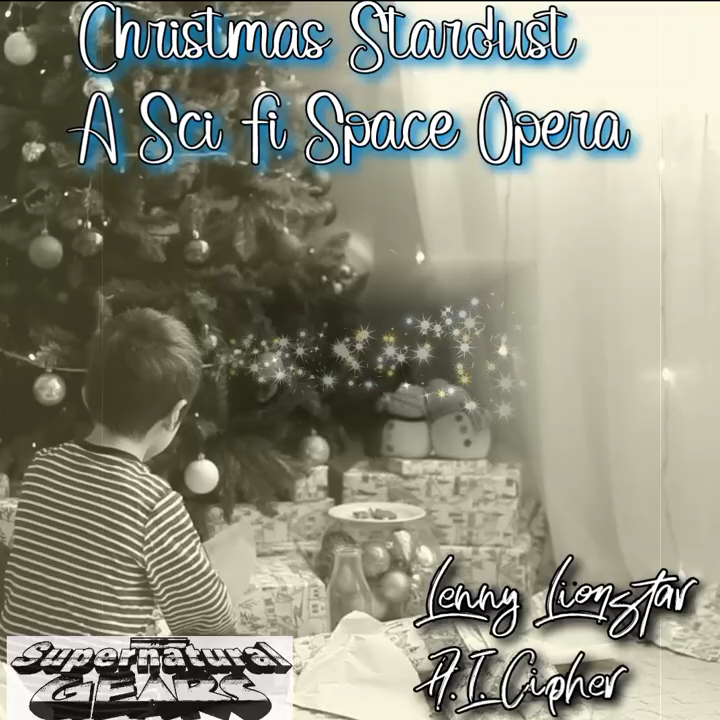 Christmas Stardust
A Sci fi Space Opera
Lenny Lionstar
A.I.Cipher
Supernatural
GEARS